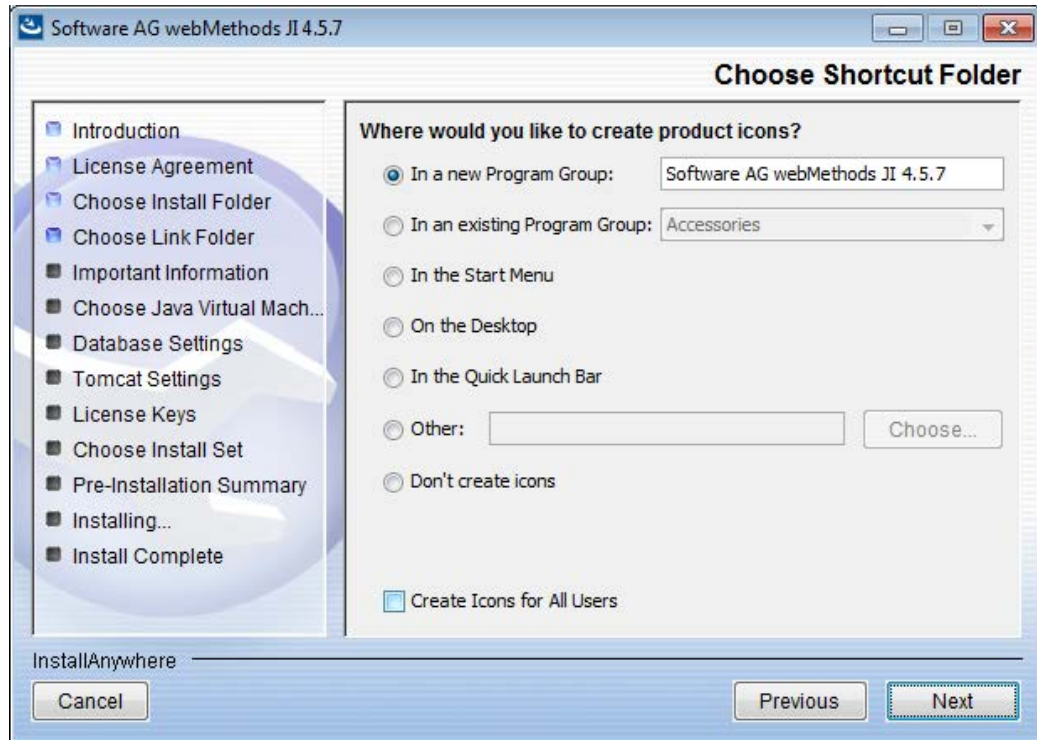 Software AG webMethods JI 4.5.7
Choose Shortcut Folder
Introduction
License Agreement
Choose Install Folder
Choose Link Folder
Important Information
Choose Java Virtual Mach...
Database Settings
Tomcat Settings
License Keys
Choose Install Set
Pre-Installation Summary
Installing...
Install Complete
Where would you like to create product icons?
In a new Program Group: Software AG webMethods JI 4.5.7
In an existing Program Group: Accessories
In the Start Menu
On the Desktop
In the Quick Launch Bar
Other: Choose...
Don't create icons
Create Icons for All Users
InstallAnywhere
Cancel Previous Next